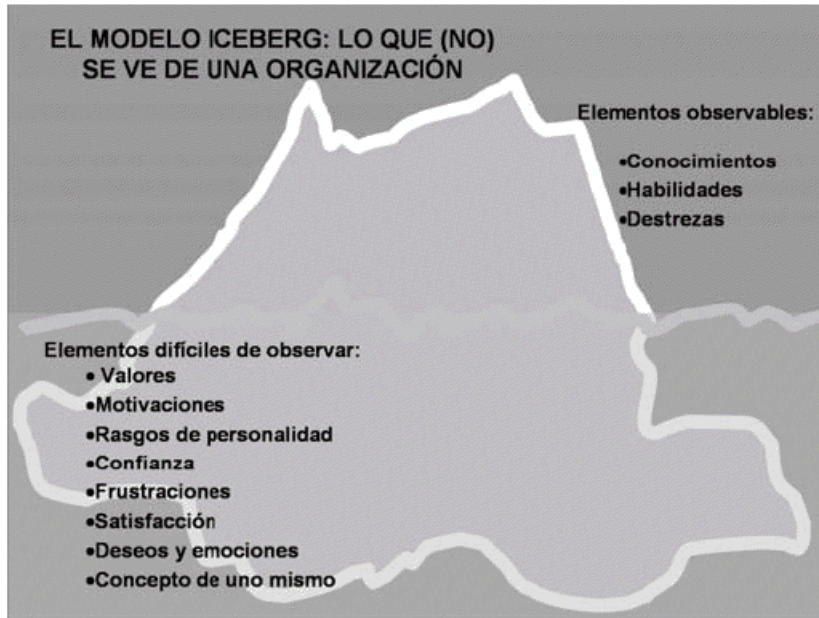 EL MODELO ICEBERG: LO QUE (NO)
SE VE DE UNA ORGANIZACIÓN
Elementos observables:
•Conocimientos
•Habilidades
•Destrezas
Elementos difíciles de observar:
• Valores
•Motivaciones
•Rasgos de personalidad
•Confianza
•Frustraciones
•Satisfacción
•Deseos y emociones
•Concepto de uno mismo